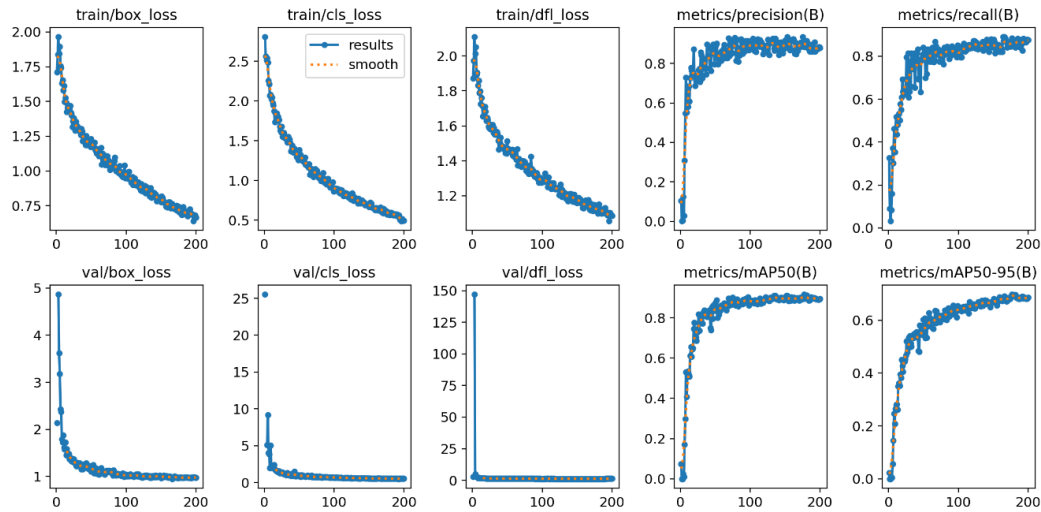 train/box_loss
train/cls_loss
train/dfl_loss
metrics/precision(B)
metrics/recall(B)
2.00
1.75
1.50
1.25
1.00
0.75
0 100 200
results
smooth
2.5
2.0
1.5
1.0
0.5
0 100 200
2.0
1.8
1.6
1.4
1.2
0 100 200
0.8
0.6
0.4
0.2
0.0
0 100 200
0.8
0.6
0.4
0.2
0.0
0 100 200
val/box_loss
val/cls_loss
val/dfl_loss
metrics/mAP50(B)
metrics/mAP50-95(B)
5
4
3
2
1
0 100 200
25
20
15
10
5
0
0 100 200
150
125
100
75
50
25
0
0 100 200
0.8
0.6
0.4
0.2
0.0
0 100 200
0.6
0.4
0.2
0.0
0 100 200